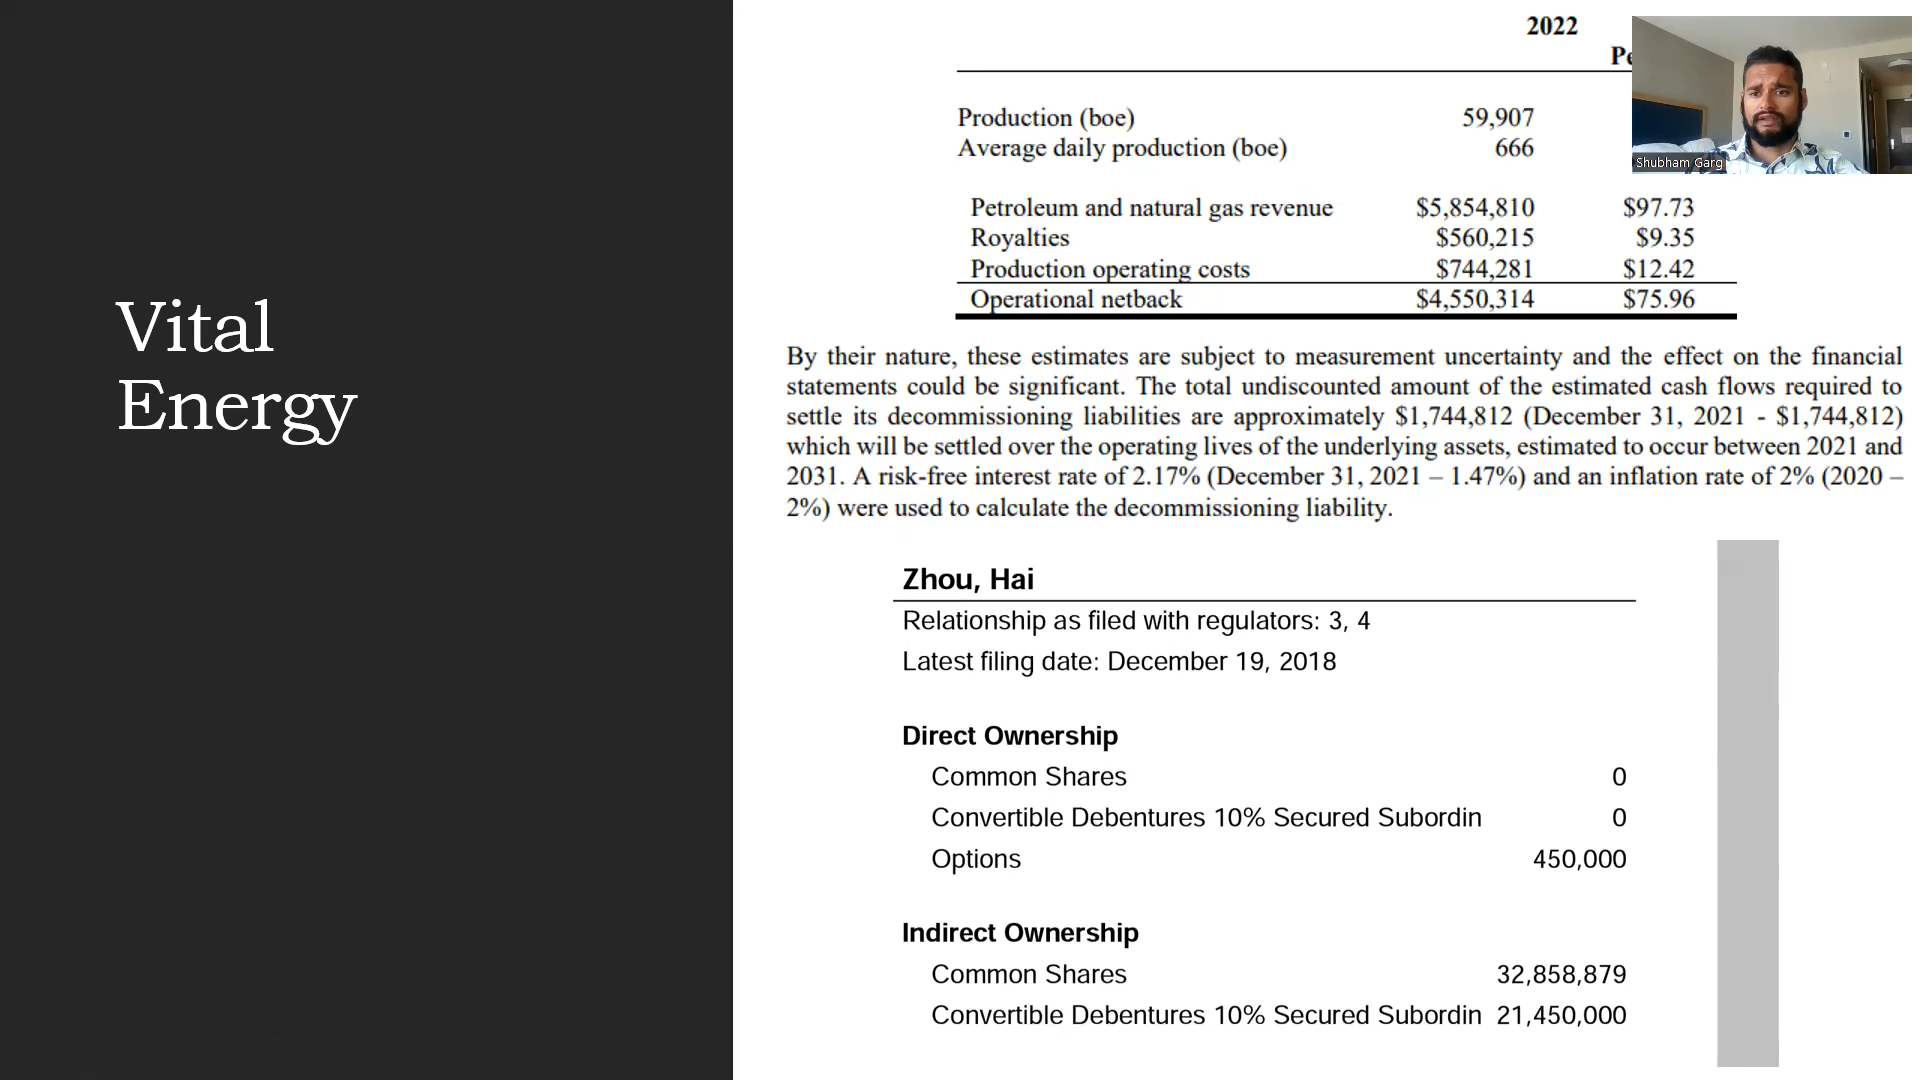 Vital
Energy
2022
Pe
Shubham Garg
Production (boe) 59,907
Average daily production (boe) 666
Petroleum and natural gas revenue $5,854,810 $97.73
Royalties $560,215 $9.35
Production operating costs $744,281 $12.42
Operational netback $4,550,314 $75.96
By their nature, these estimates are subject to measurement uncertainty and the effect on the financial
statements could be significant. The total undiscounted amount of the estimated cash flows required to
settle its decommissioning liabilities are approximately $1,744,812 (December 31, 2021 - $1,744,812)
which will be settled over the operating lives of the underlying assets, estimated to occur between 2021 and
2031. A risk-free interest rate of 2.17% (December 31, 2021 – 1.47%) and an inflation rate of 2% (2020 –
2%) were used to calculate the decommissioning liability.
Zhou, Hai
Relationship as filed with regulators: 3, 4
Latest filing date: December 19, 2018
Direct Ownership
Common Shares 0
Convertible Debentures 10% Secured Subordin 0
Options 450,000
Indirect Ownership
Common Shares 32,858,879
Convertible Debentures 10% Secured Subordin 21,450,000